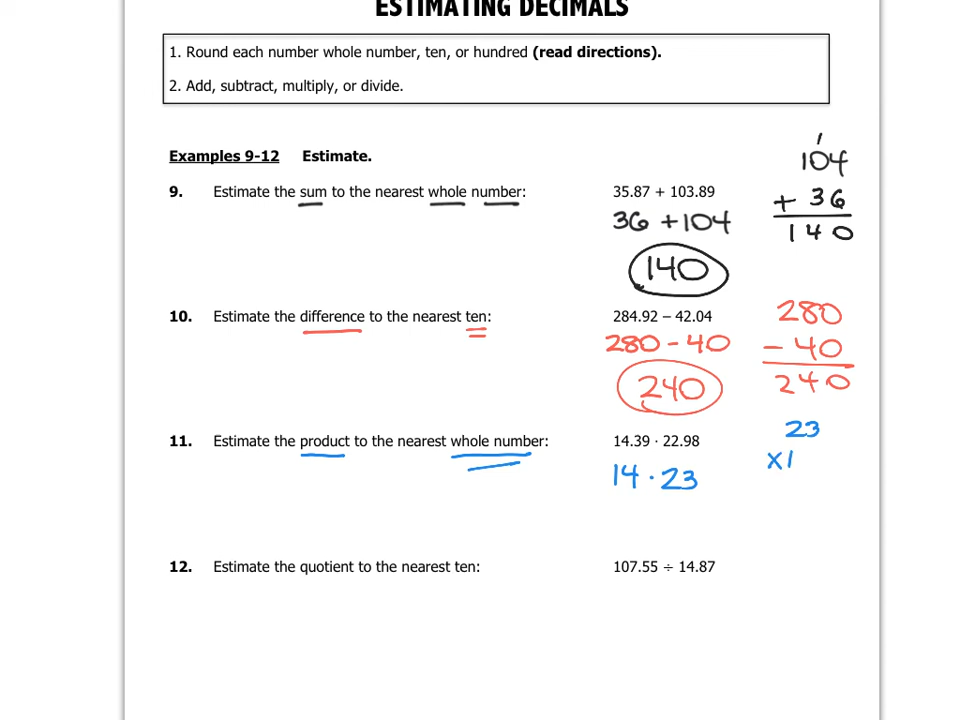 ESTIMATING DECIMALS
1. Round each number whole number, ten, or hundred (read directions).
2. Add, subtract, multiply, or divide.
Examples 9-12 Estimate.
9. Estimate the sum to the nearest whole number: 35.87 + 103.89
36 + 104
140
1
104
+ 36
140
10. Estimate the difference to the nearest ten: 284.92 – 42.04
280 - 40
240
280
- 40
240
11. Estimate the product to the nearest whole number: 14.39 · 22.98
14 · 23
23
x1
12. Estimate the quotient to the nearest ten: 107.55 ÷ 14.87